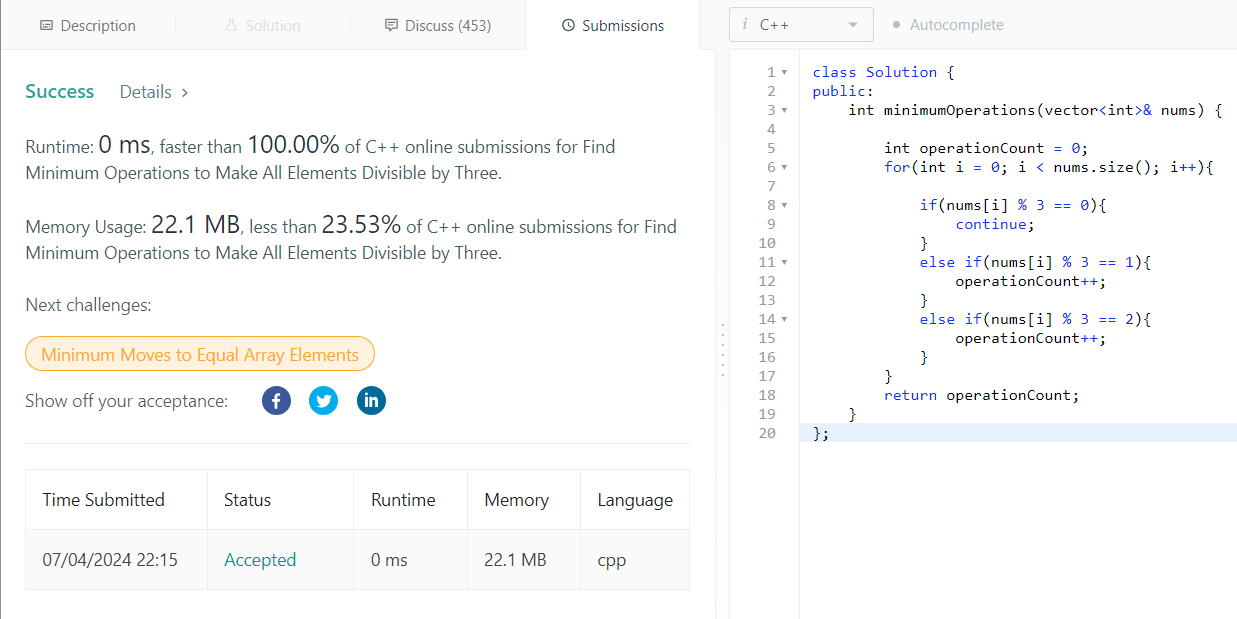 Description
Solution
Discuss (453)
Submissions
Success Details >
Runtime: 0 ms, faster than 100.00% of C++ online submissions for Find
Minimum Operations to Make All Elements Divisible by Three.
Memory Usage: 22.1 MB, less than 23.53% of C++ online submissions for Find
Minimum Operations to Make All Elements Divisible by Three.
Next challenges:
Minimum Moves to Equal Array Elements
Show off your acceptance:
Time Submitted Status Runtime Memory Language
07/04/2024 22:15 Accepted 0 ms 22.1 MB cpp
i C++
Autocomplete
1 class Solution {
2 public:
3 int minimumOperations(vector<int>& nums) {
4
5 int operationCount = 0;
6 for(int i = 0; i < nums.size(); i++){
7
8 if(nums[i] % 3 == 0){
9 continue;
10 }
11 else if(nums[i] % 3 == 1){
12 operationCount++;
13 }
14 else if(nums[i] % 3 == 2){
15 operationCount++;
16 }
17 }
18 return operationCount;
19 }
20 };